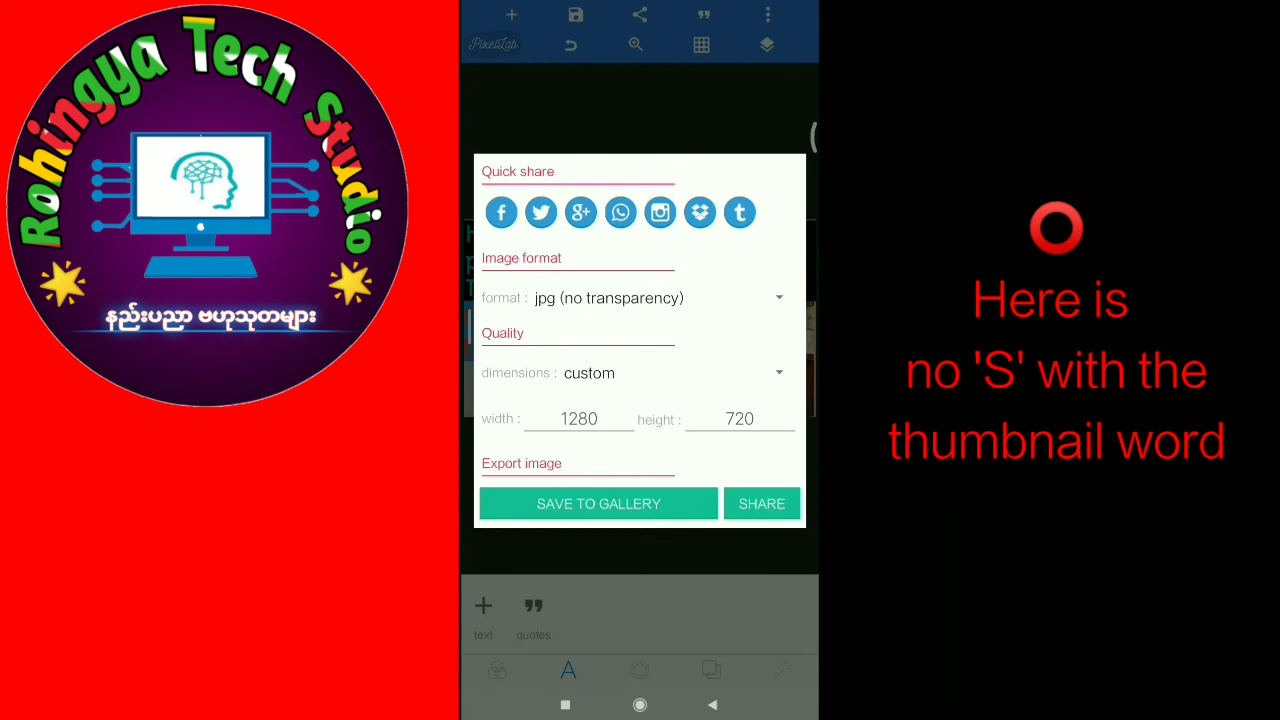 Rohingya Tech Studio
နည်းပညာ ဗဟုသုတများ
PixelLab
Quick share
Image format
format : jpg (no transparency)
Quality
dimensions : custom
width : 1280 height : 720
Export image
SAVE TO GALLERY SHARE
text quotes
Here is
no 'S' with the
thumbnail word